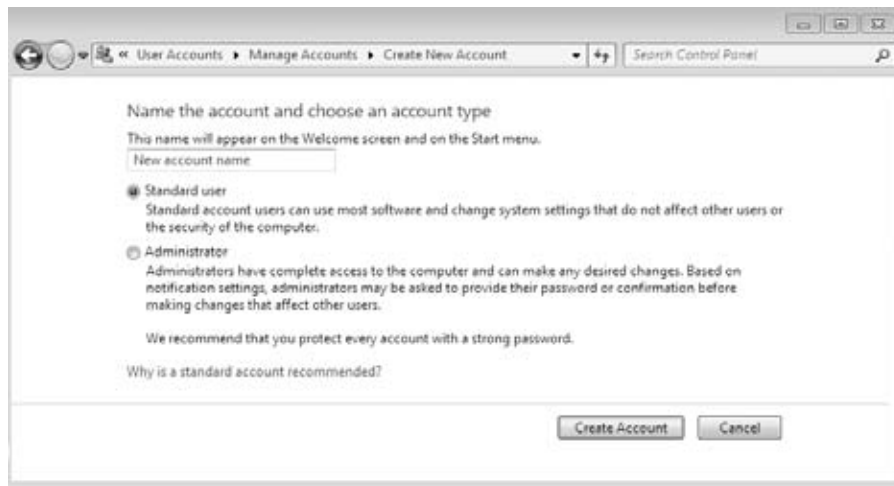 « User Accounts ▸ Manage Accounts ▸ Create New Account
Search Control Panel
Name the account and choose an account type
This name will appear on the Welcome screen and on the Start menu.
New account name
Standard user
Standard account users can use most software and change system settings that do not affect other users or
the security of the computer.
Administrator
Administrators have complete access to the computer and can make any desired changes. Based on
notification settings, administrators may be asked to provide their password or confirmation before
making changes that affect other users.
We recommend that you protect every account with a strong password.
Why is a standard account recommended?
Create Account
Cancel